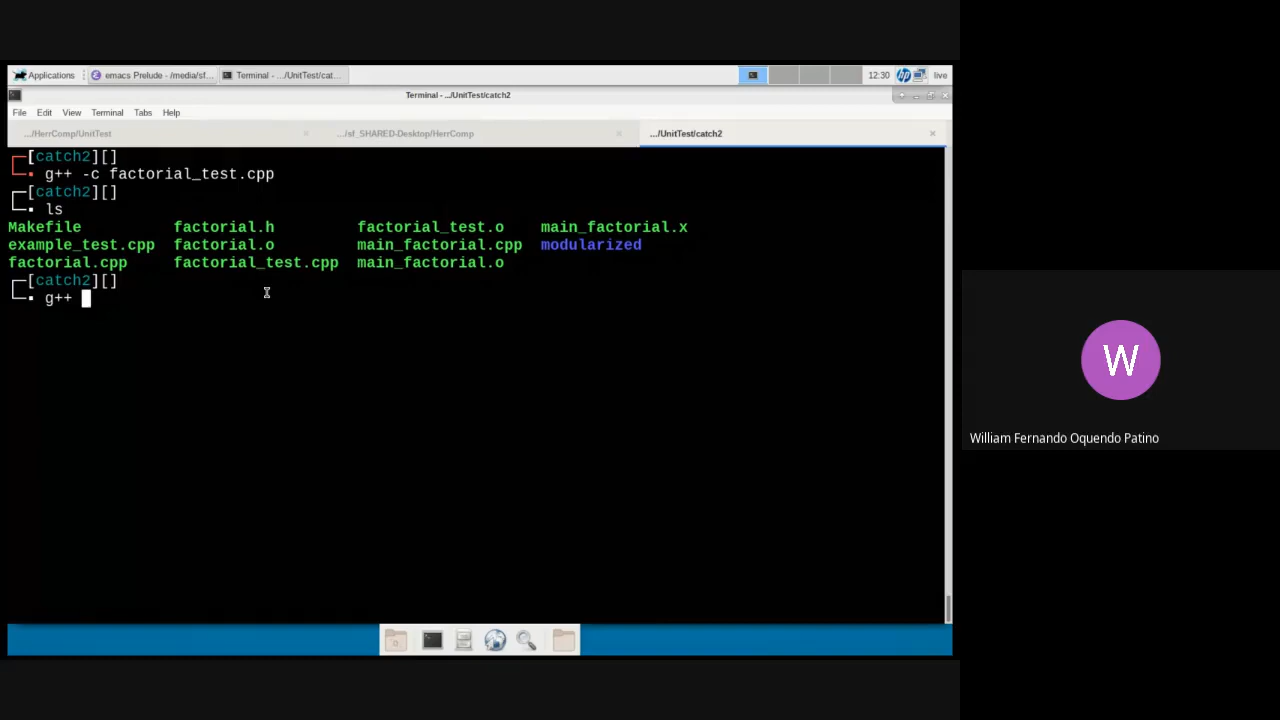 Applications
emacs Prelude - /media/sf...
Terminal - .../UnitTest/cat...
12:30
hp
live
Terminal - .../UnitTest/catch2
File Edit View Terminal Tabs Help
.../HerrComp/UnitTest
.../sf_SHARED-Desktop/HerrComp
.../UnitTest/catch2
[catch2][]
g++ -c factorial_test.cpp
[catch2][]
ls
Makefile factorial.h factorial_test.o main_factorial.x
example_test.cpp factorial.o main_factorial.cpp modularized
factorial.cpp factorial_test.cpp main_factorial.o
[catch2][]
g++
W
William Fernando Oquendo Patino